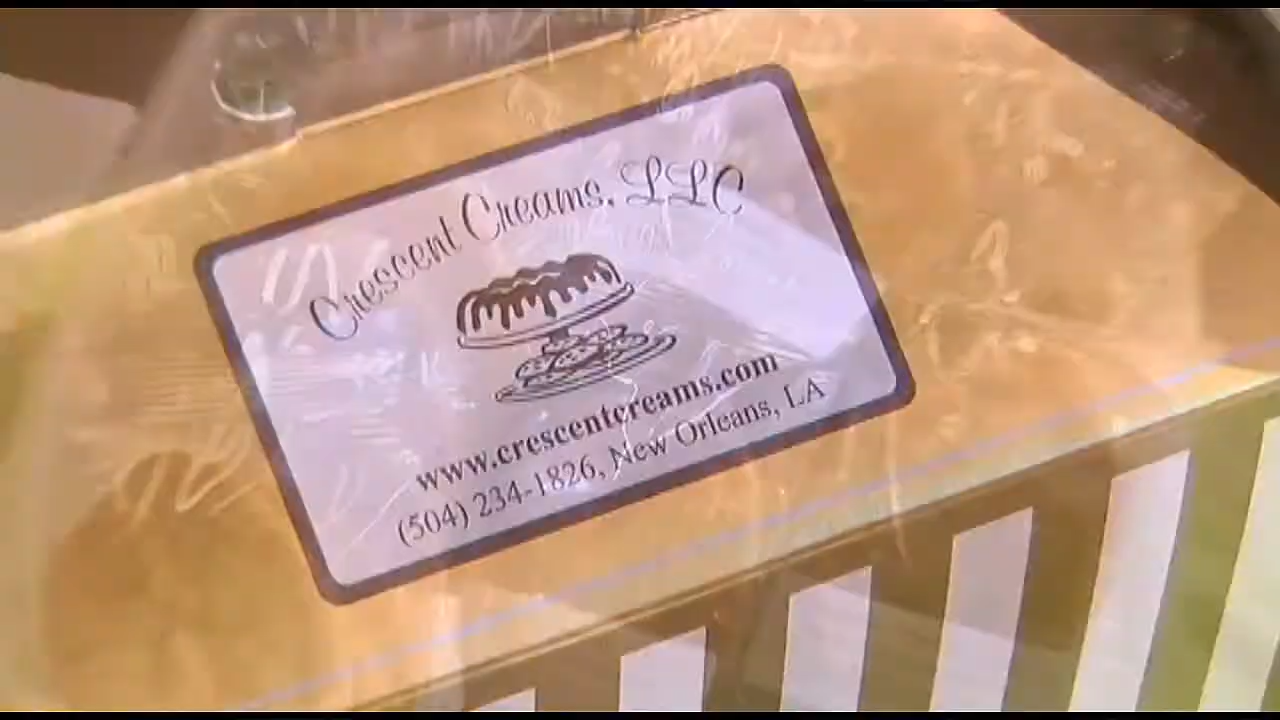 Crescent Creams, LLC
www.crescentcreams.com
(504) 234-1826, New Orleans, LA